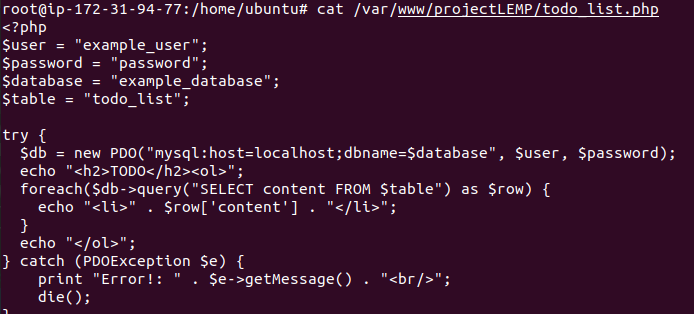 root@ip-172-31-94-77:/home/ubuntu# cat /var/www/projectLEMP/todo_list.php
<?php
$user = "example_user";
$password = "password";
$database = "example_database";
$table = "todo_list";

try {
  $db = new PDO("mysql:host=localhost;dbname=$database", $user, $password);
  echo "<h2>TODO</h2><ol>";
  foreach($db->query("SELECT content FROM $table") as $row) {
    echo "<li>" . $row['content'] . "</li>";
  }
  echo "</ol>";
} catch (PDOException $e) {
    print "Error!: " . $e->getMessage() . "<br/>";
    die();
}